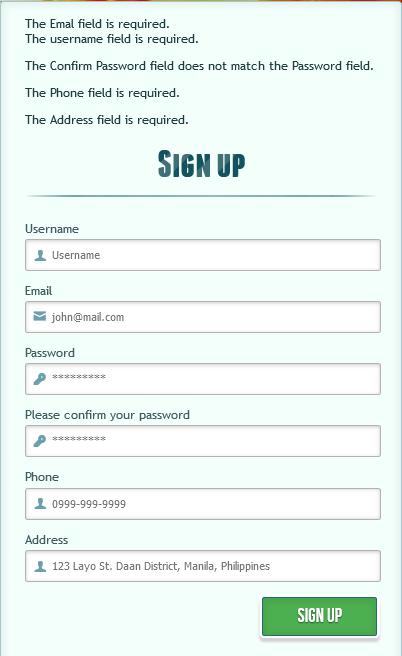 The Emal field is required.
The username field is required.
The Confirm Password field does not match the Password field.
The Phone field is required.
The Address field is required.
Sign up
Username
Username
Email
john@mail.com
Password
*********
Please confirm your password
*********
Phone
0999-999-9999
Address
123 Layo St. Daan District, Manila, Philippines
SIGN UP